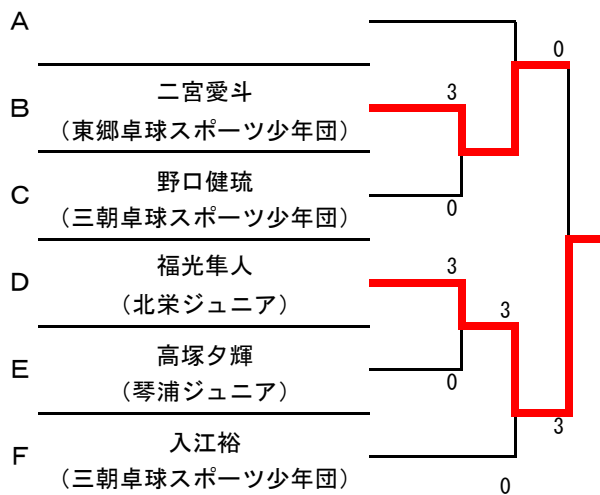 A
0
B
二宮愛斗
（東郷卓球スポーツ少年団）
3
C
野口健琉
（三朝卓球スポーツ少年団）
0
D
福光隼人
（北栄ジュニア）
3
3
E
高塚夕輝
（琴浦ジュニア）
0
3
F
入江裕
（三朝卓球スポーツ少年団）
0